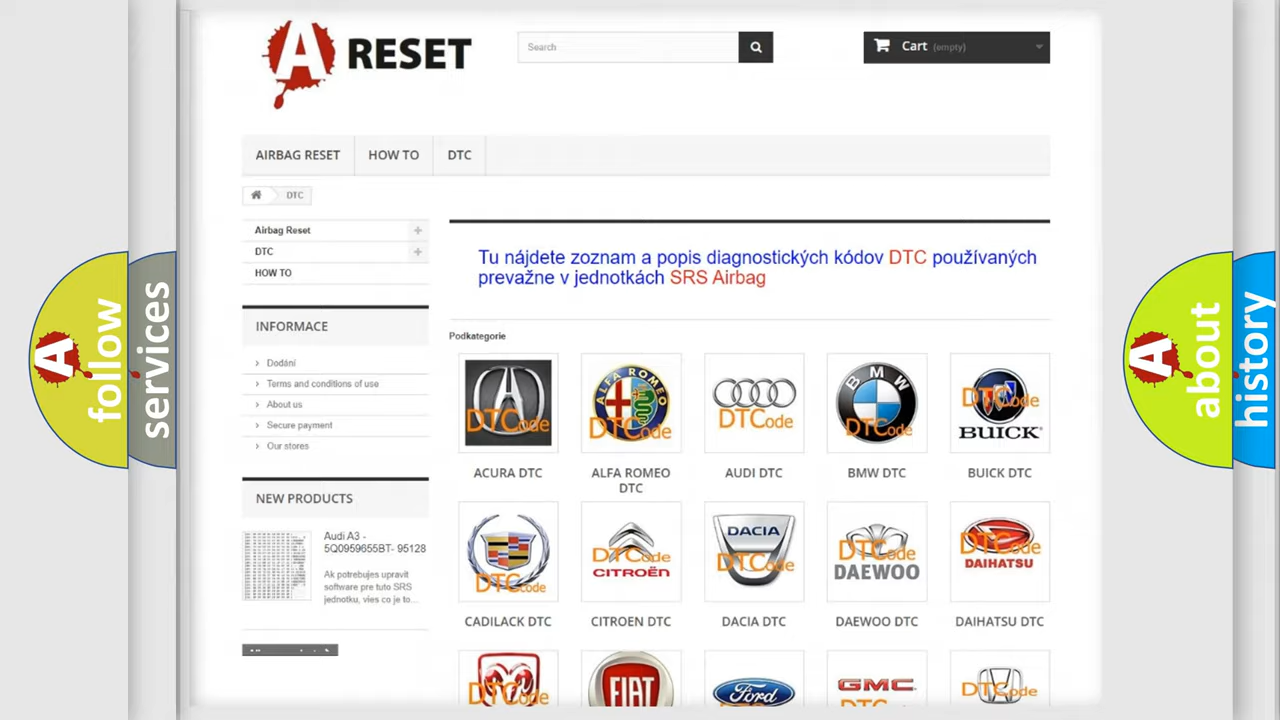 A RESET
Search
Cart (empty)
AIRBAG RESET
HOW TO
DTC
DTC
Airbag Reset
DTC
HOW TO
INFORMACE
Dodání
Terms and conditions of use
About us
Secure payment
Our stores
NEW PRODUCTS
Audi A3 -
5Q0959655BT- 95128
Ak potrebujes upravit
software pre tuto SRS
jednotku, vies co je to...
Tu nájdete zoznam a popis diagnostických kódov DTC používaných
prevažne v jednotkách SRS Airbag
Podkategorie
DTCode
ALFA ROMEO
DTCode
DTCode
BMW
DTCode
DTCode
BUICK
ACURA DTC
ALFA ROMEO
DTC
AUDI DTC
BMW DTC
BUICK DTC
DTCode
DTCode
CITROËN
DACIA
DTCode
DTCode
DAEWOO
DTCode
DAIHATSU
CADILACK DTC
CITROEN DTC
DACIA DTC
DAEWOO DTC
DAIHATSU DTC
DTCode
FIAT
Ford
GMC
DTCode
A follow
services
A about
history